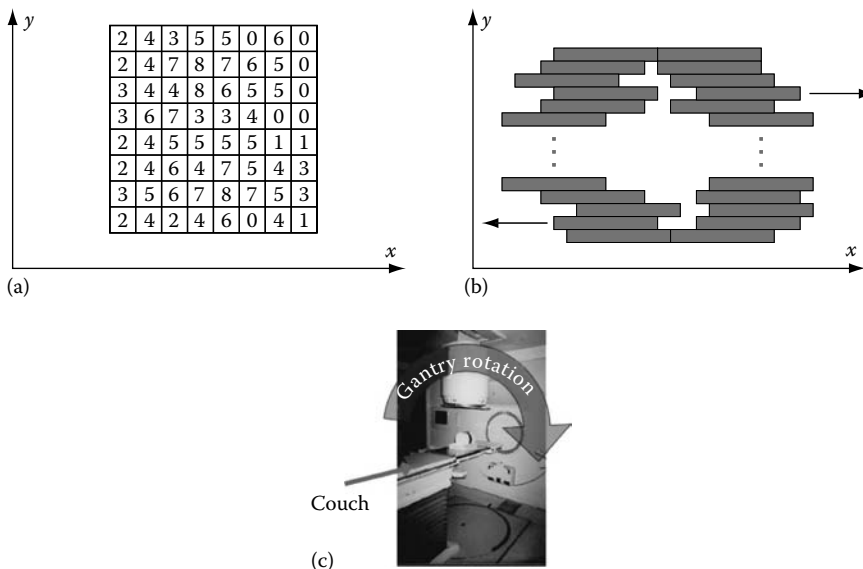 y
2 4 3 5 5 0 6 0
2 4 7 8 7 6 5 0
3 4 4 8 6 5 5 0
3 6 7 3 3 4 0 0
2 4 5 5 5 5 1 1
2 4 6 4 7 5 4 3
3 5 6 7 8 7 5 3
2 4 2 4 6 0 4 1
x
(a)
y
x
(b)
Gantry rotation
Couch
(c)